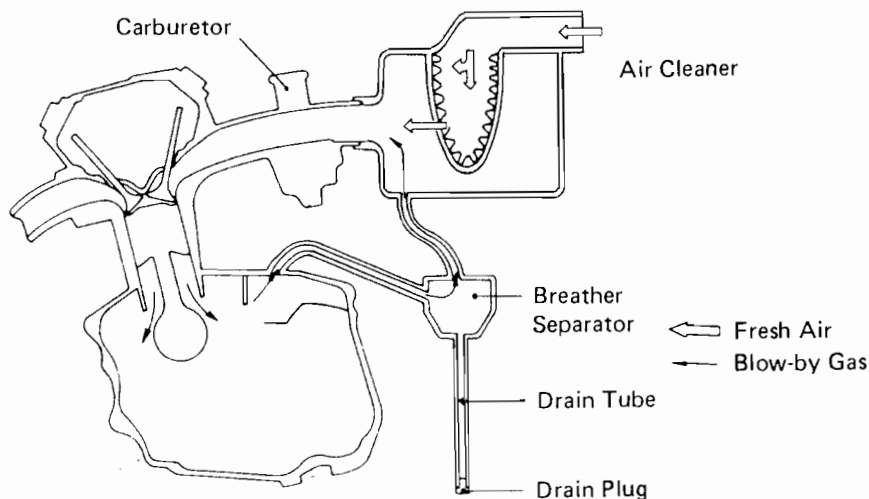 Carburetor
Air Cleaner
Breather
Separator
Fresh Air
Blow-by Gas
Drain Tube
Drain Plug